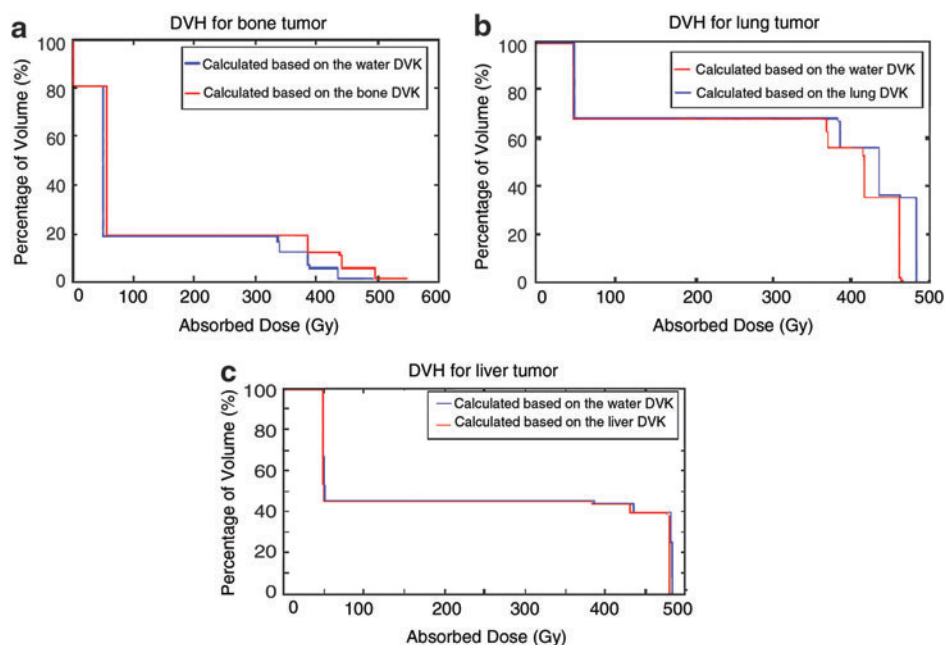 a
DVH for bone tumor
100
80
60
40
20
0
Percentage of Volume (%)
Calculated based on the water DVK
Calculated based on the bone DVK
0 100 200 300 400 500 600
Absorbed Dose (Gy)
b
DVH for lung tumor
100
80
60
40
20
0
Percentage of Volume (%)
Calculated based on the water DVK
Calculated based on the lung DVK
0 100 200 300 400 500
Absorbed Dose (Gy)
c
DVH for liver tumor
100
80
60
40
20
0
Percentage of Volume (%)
Calculated based on the water DVK
Calculated based on the liver DVK
0 100 200 300 400 500
Absorbed Dose (Gy)